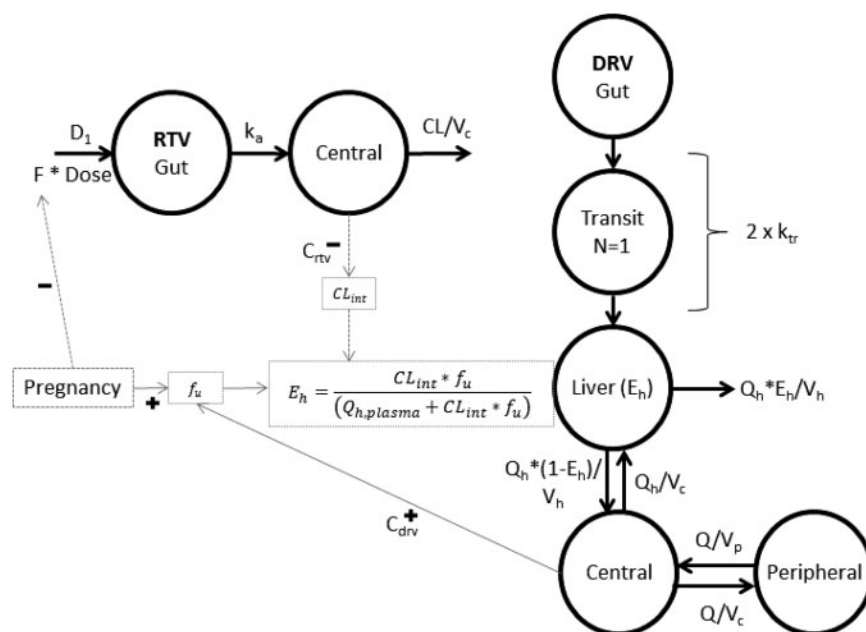 DRV
Gut
D1
F * Dose
RTV
Gut
ka
Central
CL/Vc
Transit
N=1
2 x ktr
Crtv −
CLint
−
Pregnancy
+
fu
Eh = CLint * fu
(Qh,plasma + CLint * fu)
Liver (Eh)
Qh*Eh/Vh
Qh*(1-Eh)/
Vh
Qh/Vc
Cdrv +
Central
Q/Vp
Q/Vc
Peripheral